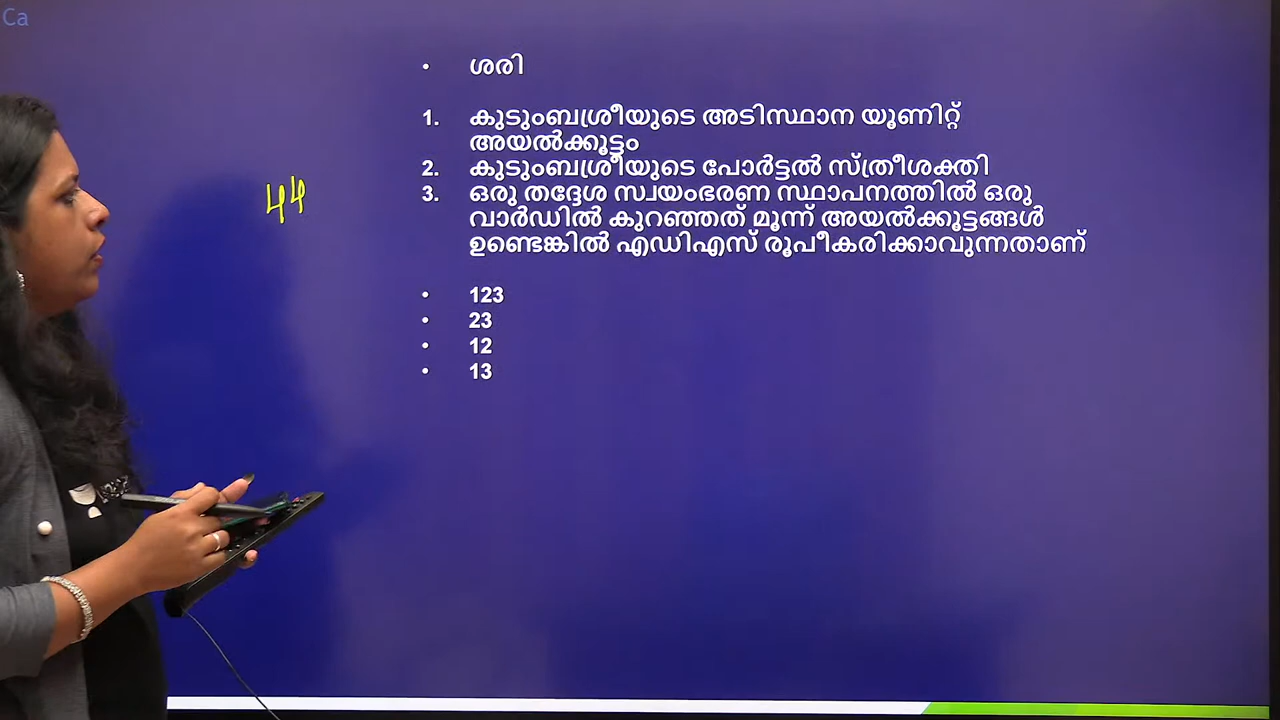 Ca
• ശരി
1. കുടുംബശ്രീയുടെ അടിസ്ഥാന യൂണിറ്റ്
അയൽക്കൂട്ടം
2. കുടുംബശ്രീയുടെ പോർട്ടൽ സ്ത്രീശക്തി
3. ഒരു തദ്ദേശ സ്വയംഭരണ സ്ഥാപനത്തിൽ ഒരു
വാർഡിൽ കുറഞ്ഞത് മൂന്ന് അയൽക്കൂട്ടങ്ങൾ
ഉണ്ടെങ്കിൽ എഡിഎസ് രൂപീകരിക്കാവുന്നതാണ്
44
• 123
• 23
• 12
• 13